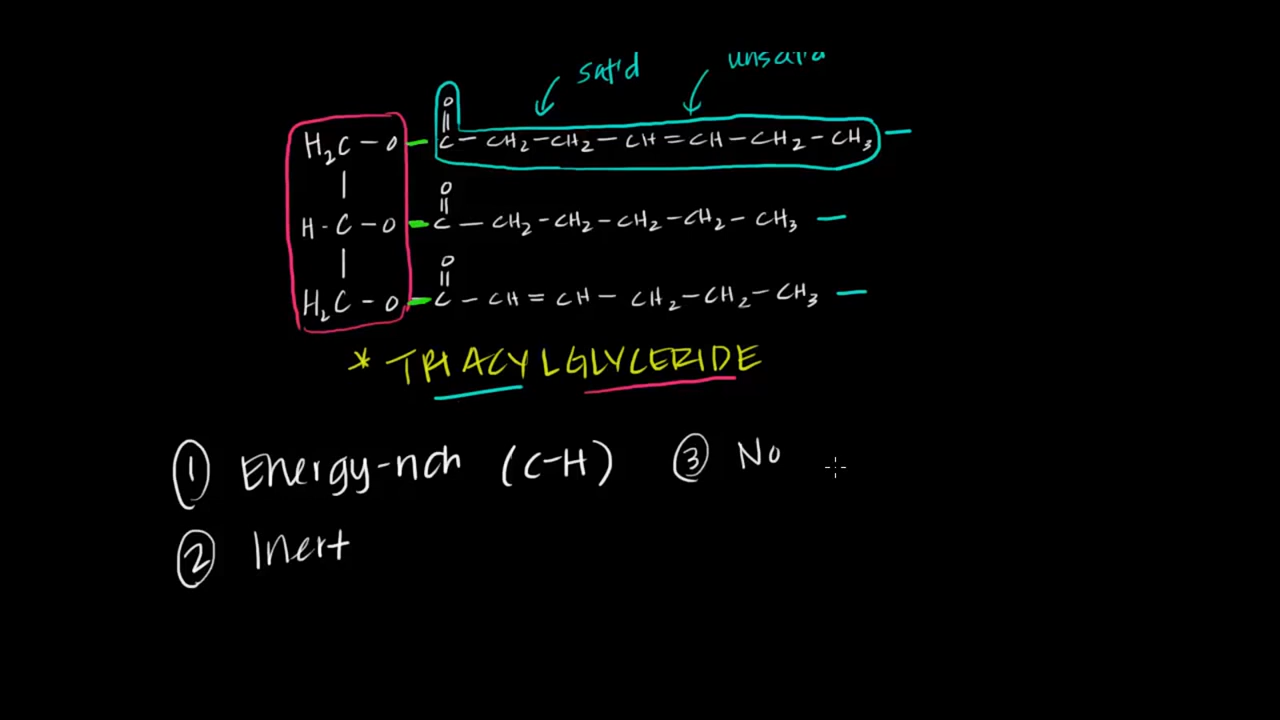 sat'd unsat'd
O
||
H₂C - O - C - CH₂ - CH₂ - CH = CH - CH₂ - CH₃ -
|
O
||
H - C - O - C - CH₂ - CH₂ - CH₂ - CH₂ - CH₃ -
|
O
||
H₂C - O - C - CH = CH - CH₂ - CH₂ - CH₃ -
* TRIACYLGLYCERIDE
① Energy-rich (C-H) ③ No
② Inert